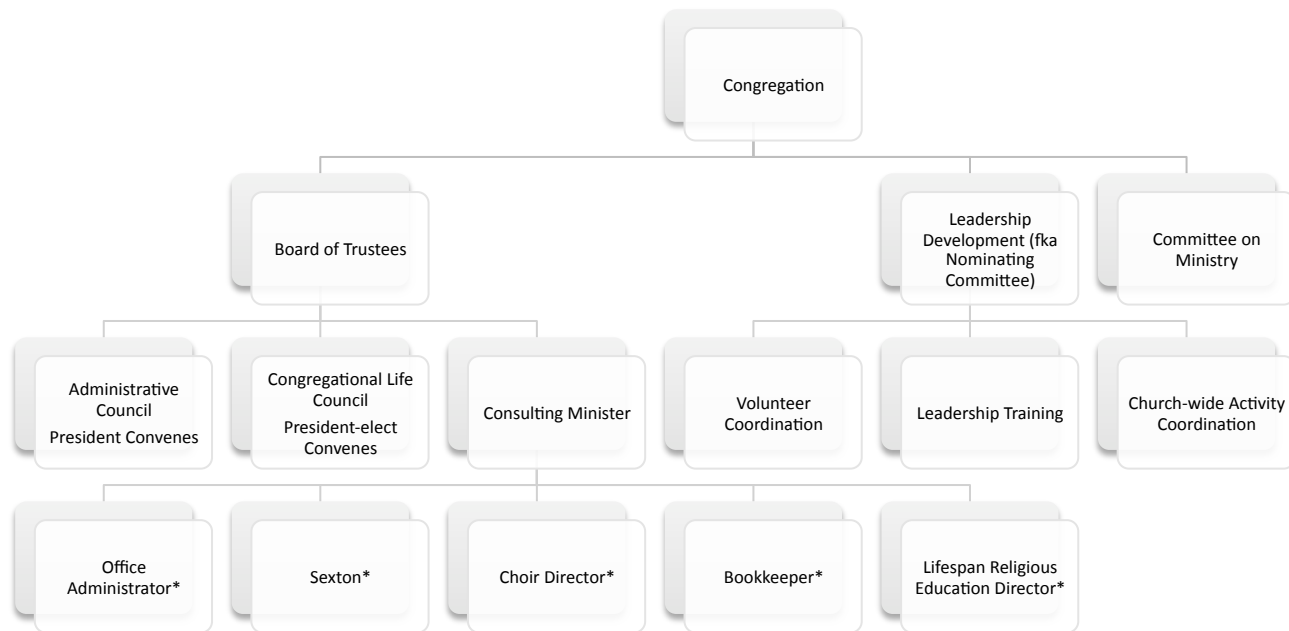 Congregation
Board of Trustees
Leadership
Development (fka
Nominating
Committee)
Committee on
Ministry
Administrative
Council
President Convenes
Congregational Life
Council
President-elect
Convenes
Consulting Minister
Volunteer
Coordination
Leadership Training
Church-wide Activity
Coordination
Office
Administrator*
Sexton*
Choir Director*
Bookkeeper*
Lifespan Religious
Education Director*